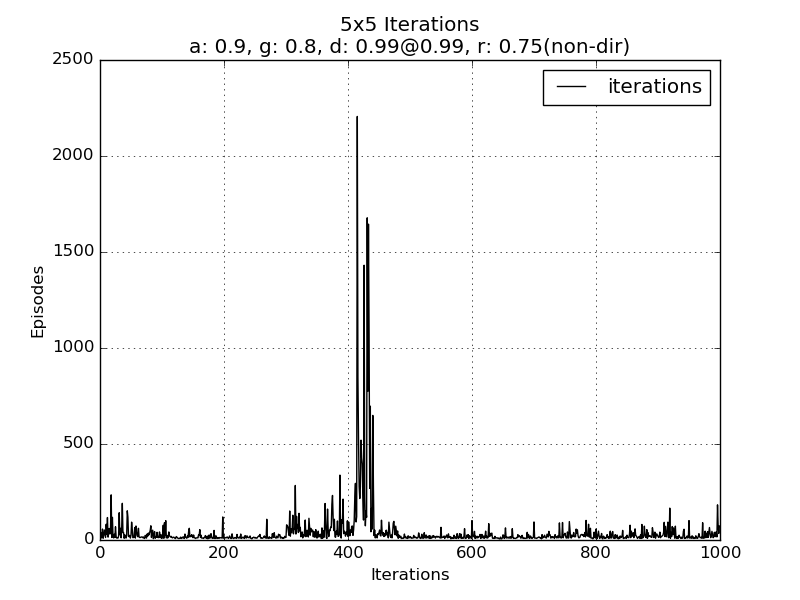 5x5 Iterations
a: 0.9, g: 0.8, d: 0.99@0.99, r: 0.75(non-dir)
2500
iterations
2000
1500
Episodes
1000
500
0
0 200 400 600 800 1000
Iterations